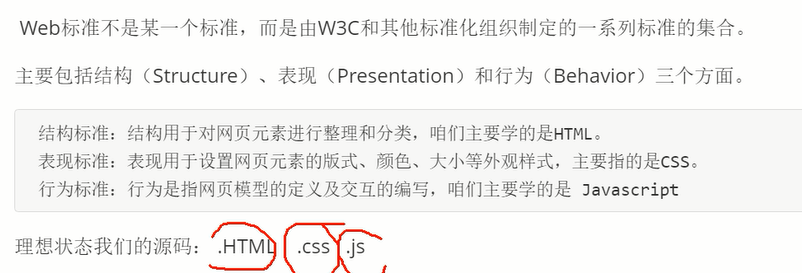 Web标准不是某一个标准，而是由W3C和其他标准化组织制定的一系列标准的集合。
主要包括结构（Structure）、表现（Presentation）和行为（Behavior）三个方面。
结构标准：结构用于对网页元素进行整理和分类，咱们主要学的是HTML。
表现标准：表现用于设置网页元素的版式、颜色、大小等外观样式，主要指的是CSS。
行为标准：行为是指网页模型的定义及交互的编写，咱们主要学的是 Javascript
理想状态我们的源码：.HTML .css .js